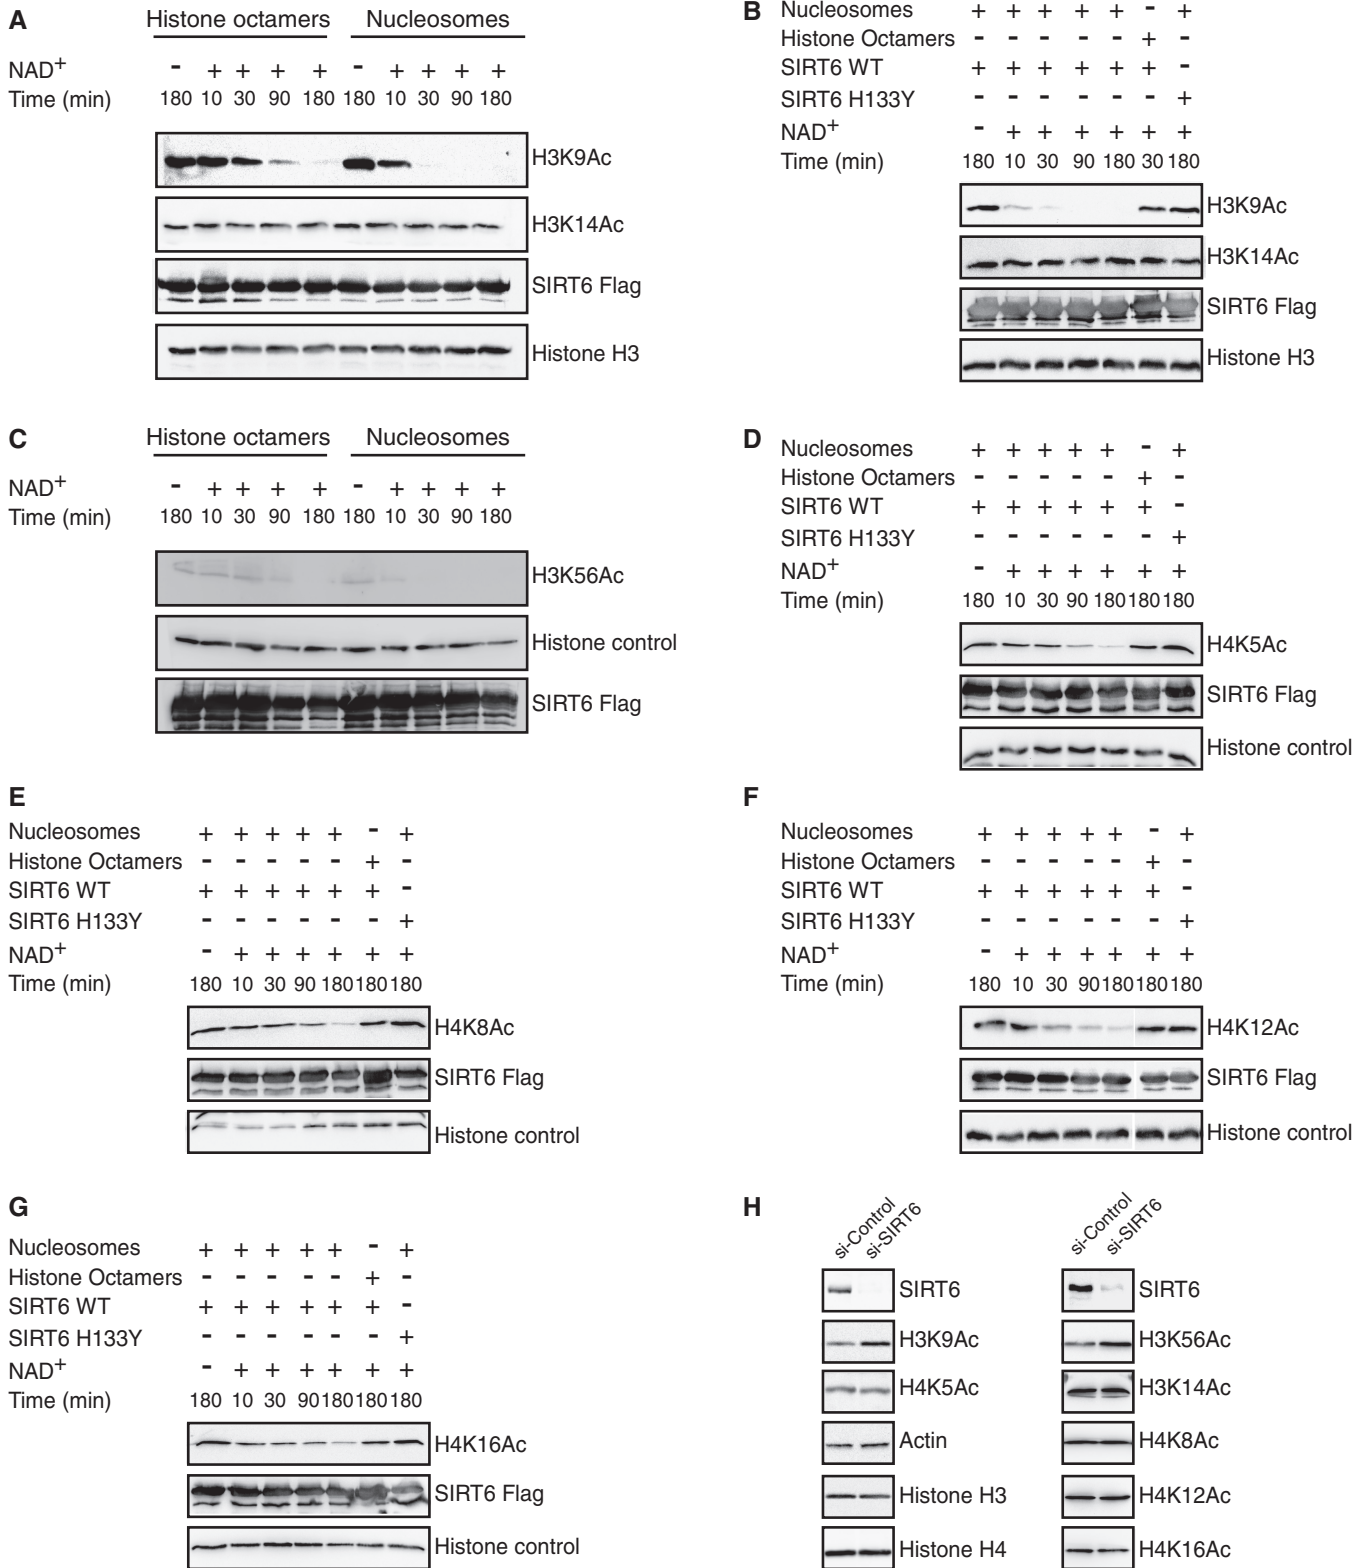 A
Histone octamers Nucleosomes
NAD+ - + + + + - + + + +
Time (min) 180 10 30 90 180 180 10 30 90 180
H3K9Ac
H3K14Ac
SIRT6 Flag
Histone H3
B
Nucleosomes + + + + + - +
Histone Octamers - - - - - + -
SIRT6 WT + + + + + + -
SIRT6 H133Y - - - - - - +
NAD+ - + + + + + +
Time (min) 180 10 30 90 180 30 180
H3K9Ac
H3K14Ac
SIRT6 Flag
Histone H3
C
Histone octamers Nucleosomes
NAD+ - + + + + - + + + +
Time (min) 180 10 30 90 180 180 10 30 90 180
H3K56Ac
Histone control
SIRT6 Flag
D
Nucleosomes + + + + + - +
Histone Octamers - - - - - + -
SIRT6 WT + + + + + + -
SIRT6 H133Y - - - - - - +
NAD+ - + + + + + +
Time (min) 180 10 30 90 180 180 180
H4K5Ac
SIRT6 Flag
Histone control
E
Nucleosomes + + + + + - +
Histone Octamers - - - - - + -
SIRT6 WT + + + + + + -
SIRT6 H133Y - - - - - - +
NAD+ - + + + + + +
Time (min) 180 10 30 90 180 180 180
H4K8Ac
SIRT6 Flag
Histone control
F
Nucleosomes + + + + + - +
Histone Octamers - - - - - + -
SIRT6 WT + + + + + + -
SIRT6 H133Y - - - - - - +
NAD+ - + + + + + +
Time (min) 180 10 30 90 180 180 180
H4K12Ac
SIRT6 Flag
Histone control
G
Nucleosomes + + + + + - +
Histone Octamers - - - - - + -
SIRT6 WT + + + + + + -
SIRT6 H133Y - - - - - - +
NAD+ - + + + + + +
Time (min) 180 10 30 90 180 180 180
H4K16Ac
SIRT6 Flag
Histone control
H
si-Control si-SIRT6
SIRT6
H3K9Ac
H4K5Ac
Actin
Histone H3
Histone H4
si-Control si-SIRT6
SIRT6
H3K56Ac
H3K14Ac
H4K8Ac
H4K12Ac
H4K16Ac